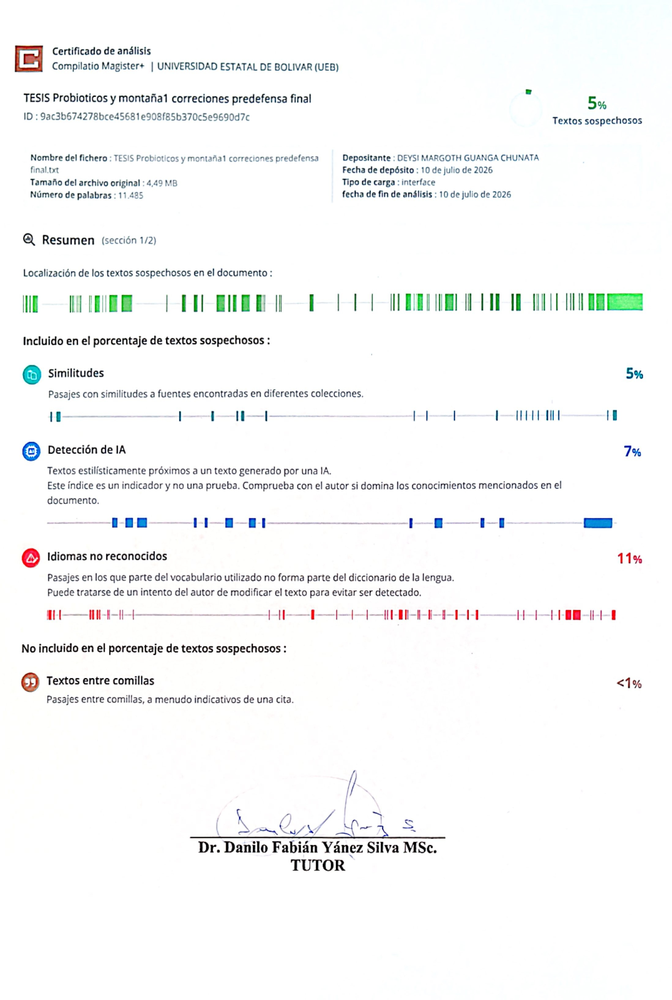 Certificado de análisis
Compilatio Magister+ | UNIVERSIDAD ESTATAL DE BOLIVAR (UEB)
TESIS Probioticos y montaña1 correciones predefensa final
ID : 9ac3b674278bce45681e908f85b370c5e9690d7c
5%
Textos sospechosos
Nombre del fichero : TESIS Probioticos y montaña1 correciones predefensa
final.txt
Tamaño del archivo original : 4,49 MB
Número de palabras : 11.485
Depositante : DEYSI MARGOTH GUANGA CHUNATA
Fecha de depósito : 10 de julio de 2026
Tipo de carga : interface
fecha de fin de análisis : 10 de julio de 2026
Resumen (sección 1/2)
Localización de los textos sospechosos en el documento :
Incluido en el porcentaje de textos sospechosos :
Similitudes
5%
Pasajes con similitudes a fuentes encontradas en diferentes colecciones.
AI
Detección de IA
7%
Textos estilísticamente próximos a un texto generado por una IA.
Este índice es un indicador y no una prueba. Comprueba con el autor si domina los conocimientos mencionados en el
documento.
Idiomas no reconocidos
11%
Pasajes en los que parte del vocabulario utilizado no forma parte del diccionario de la lengua.
Puede tratarse de un intento del autor de modificar el texto para evitar ser detectado.
No incluido en el porcentaje de textos sospechosos :
Textos entre comillas
<1%
Pasajes entre comillas, a menudo indicativos de una cita.
Dr. Danilo Fabián Yánez Silva MSc.
TUTOR